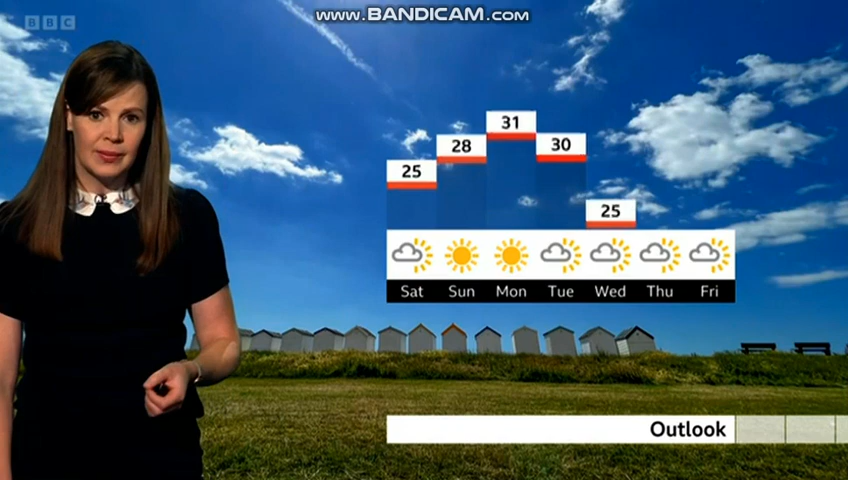 BBC
www.BANDICAM.com
31
30
28
25
25
Sat Sun Mon Tue Wed Thu Fri
Outlook